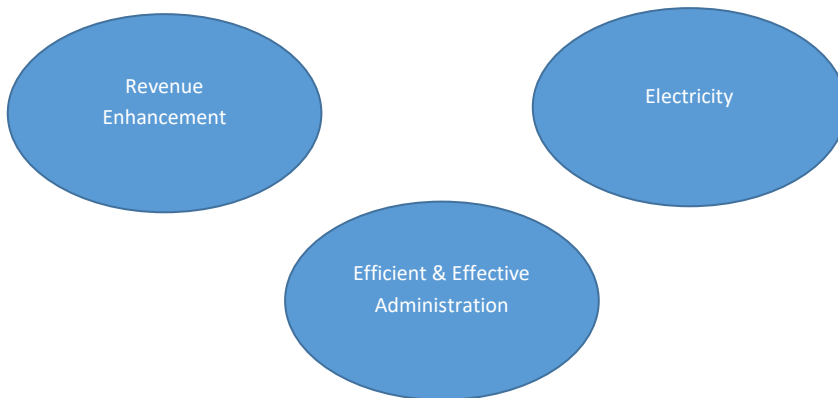 Revenue
Enhancement
Electricity
Efficient & Effective
Administration